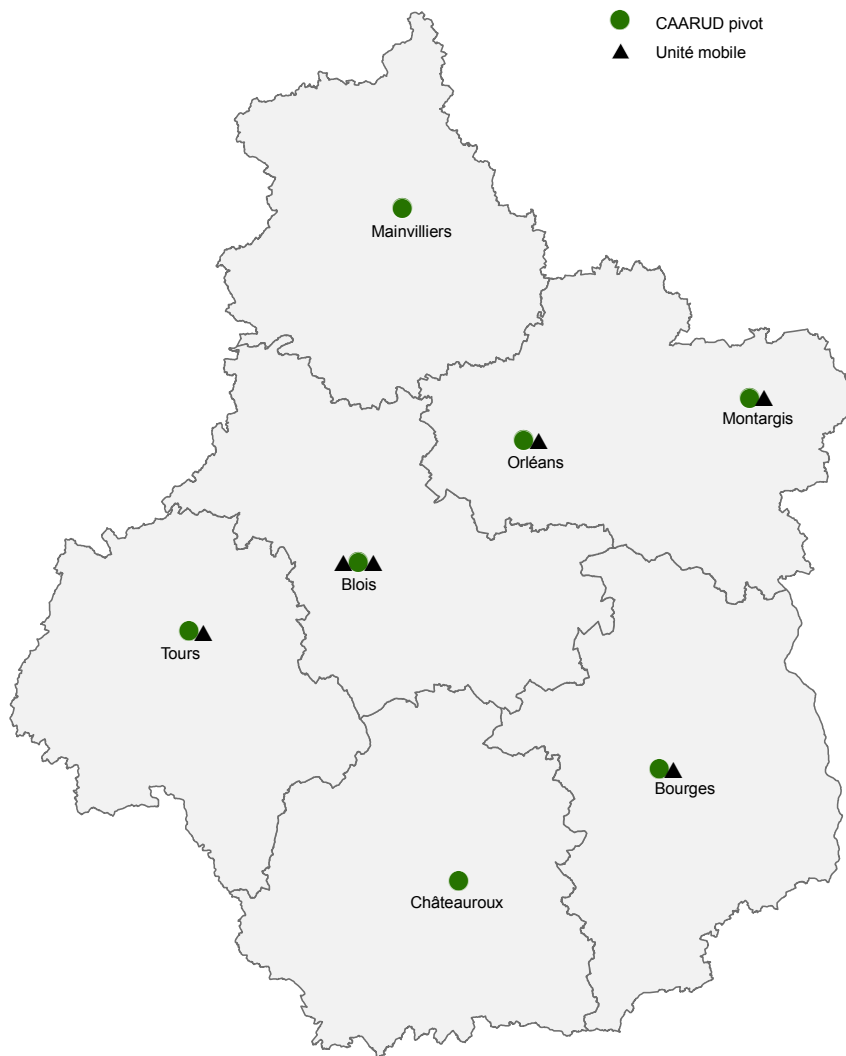 CAARUD pivot
Unité mobile
Mainvilliers
Montargis
Orléans
Blois
Tours
Bourges
Châteauroux